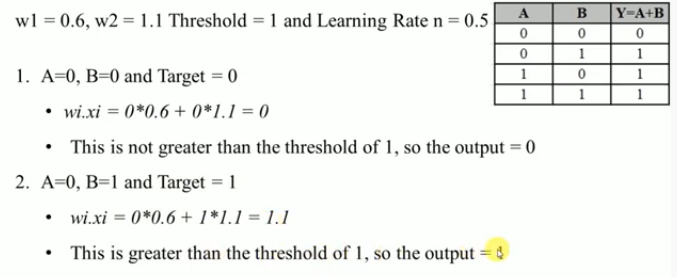 w1 = 0.6, w2 = 1.1 Threshold = 1 and Learning Rate n = 0.5
A B Y=A+B
0 0 0
0 1 1
1 0 1
1 1 1
1. A=0, B=0 and Target = 0
• wi.xi = 0*0.6 + 0*1.1 = 0
• This is not greater than the threshold of 1, so the output = 0
2. A=0, B=1 and Target = 1
• wi.xi = 0*0.6 + 1*1.1 = 1.1
• This is greater than the threshold of 1, so the output =